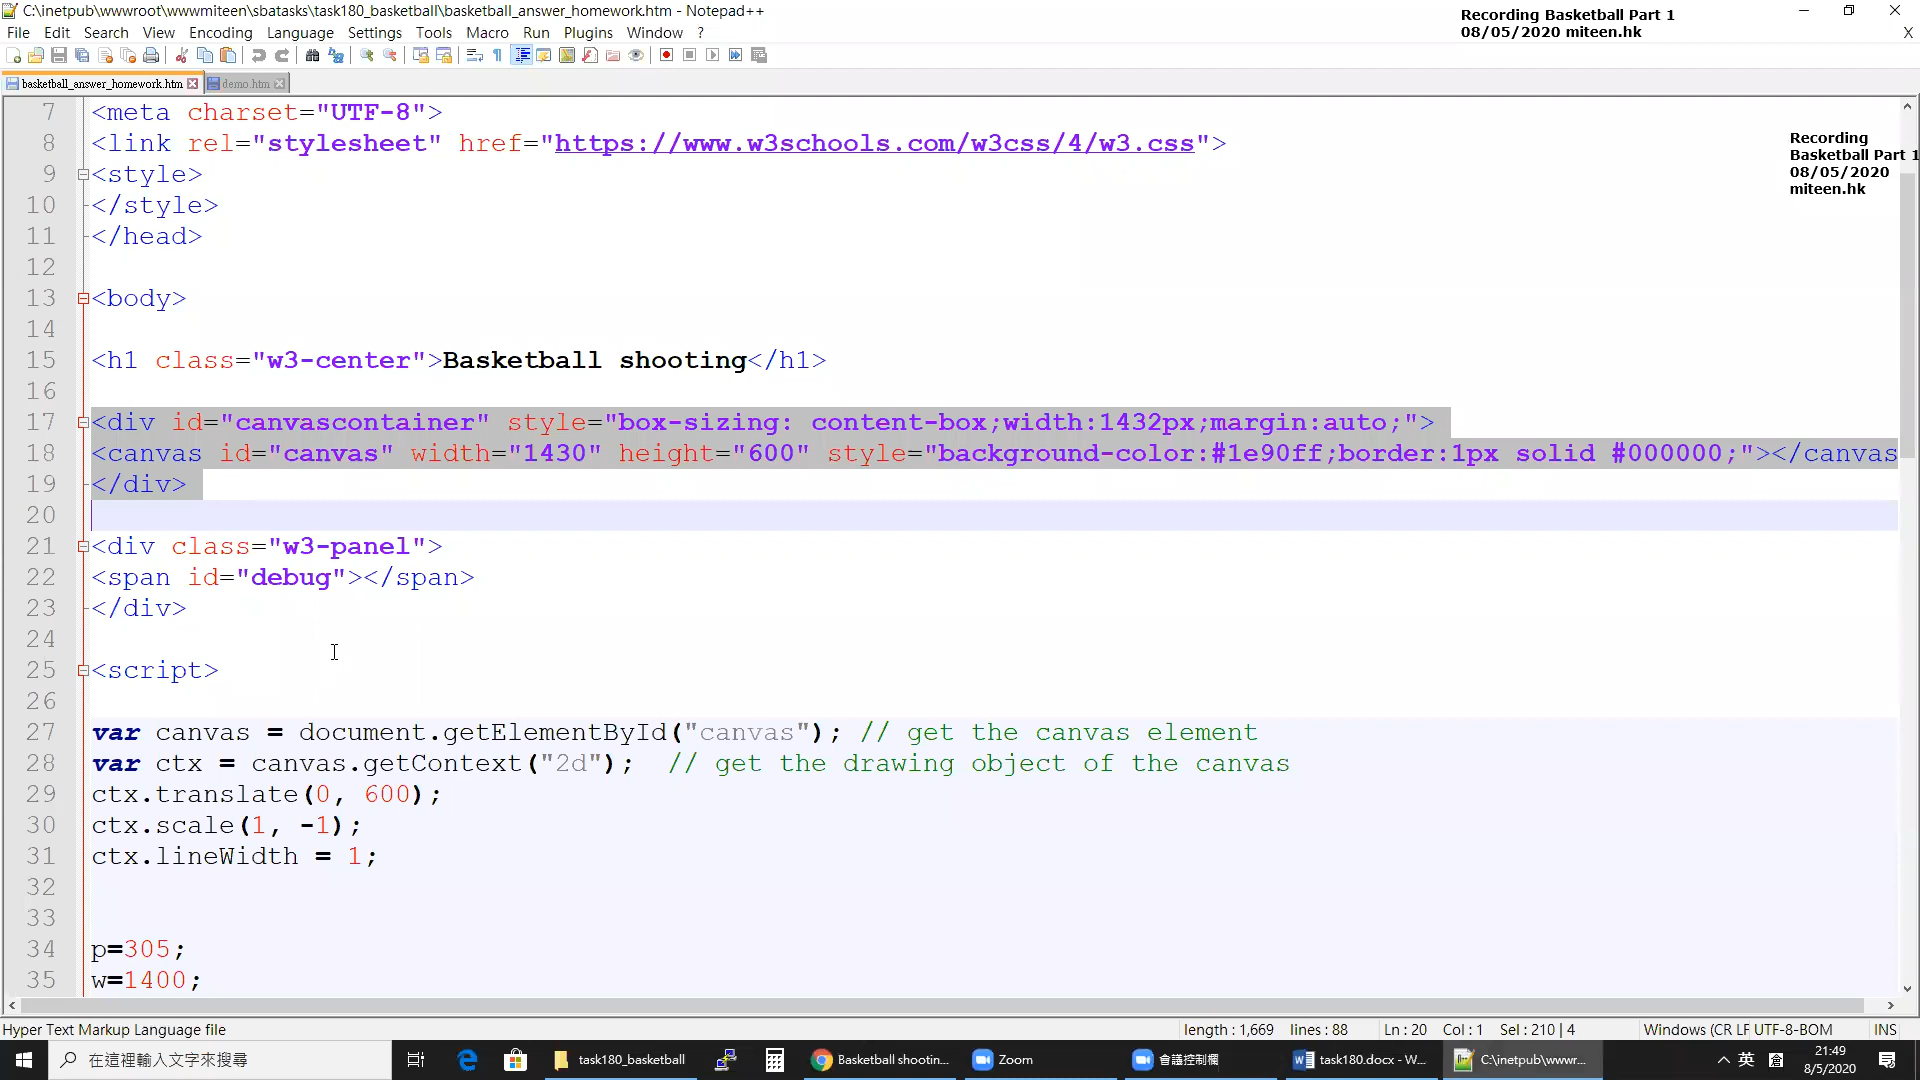 C:\inetpub\wwwroot\wwwmiteen\sbatasks\task180_basketball\basketball_answer_homework.htm - Notepad++
Recording Basketball Part 1
08/05/2020 miteen.hk
File Edit Search View Encoding Language Settings Tools Macro Run Plugins Window ? X
basketball_answer_homework.htm demo.htm
7 <meta charset="UTF-8">
8 <link rel="stylesheet" href="https://www.w3schools.com/w3css/4/w3.css">
Recording
Basketball Part 1
08/05/2020
miteen.hk
9 <style>
10 </style>
11 </head>
12
13 <body>
14
15 <h1 class="w3-center">Basketball shooting</h1>
16
17 <div id="canvascontainer" style="box-sizing: content-box;width:1432px;margin:auto;">
18 <canvas id="canvas" width="1430" height="600" style="background-color:#1e90ff;border:1px solid #000000;"></canvas
19 </div>
20
21 <div class="w3-panel">
22 <span id="debug"></span>
23 </div>
24
25 <script>
26
27 var canvas = document.getElementById("canvas"); // get the canvas element
28 var ctx = canvas.getContext("2d");  // get the drawing object of the canvas
29 ctx.translate(0, 600);
30 ctx.scale(1, -1);
31 ctx.lineWidth = 1;
32
33
34 p=305;
35 w=1400;
Hyper Text Markup Language file length : 1,669 lines : 88 Ln : 20 Col : 1 Sel : 210 | 4 Windows (CR LF UTF-8-BOM INS
在這裡輸入文字來搜尋 task180_basketball Basketball shootin... Zoom 會議控制欄 task180.docx - W... C:\inetpub\wwwr... 英 倉 21:49
8/5/2020